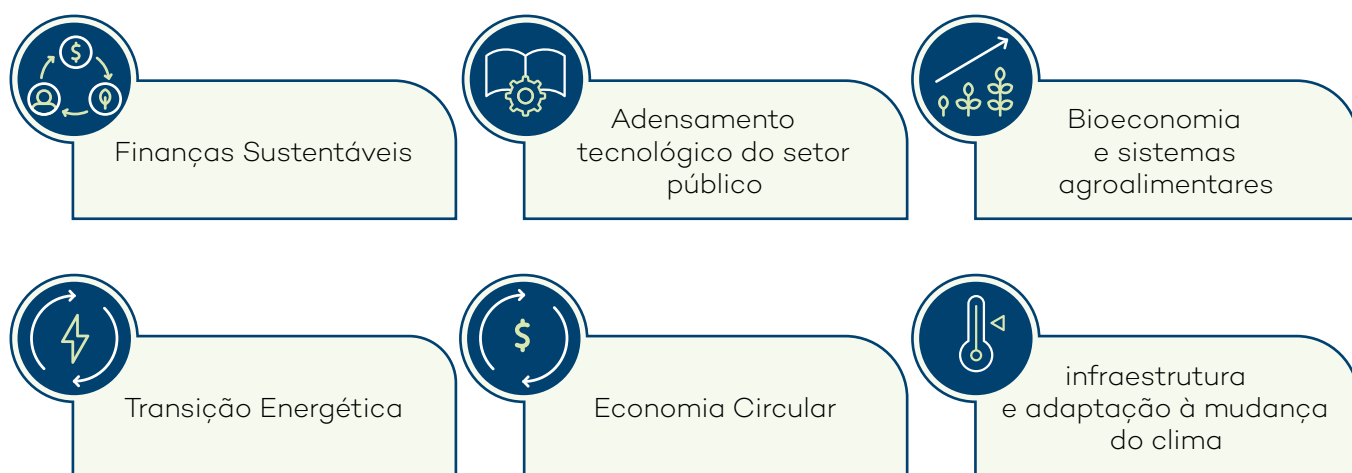 Finanças Sustentáveis
Adensamento
tecnológico do setor
público
Bioeconomia
e sistemas
agroalimentares
Transição Energética
Economia Circular
infraestrutura
e adaptação à mudança
do clima